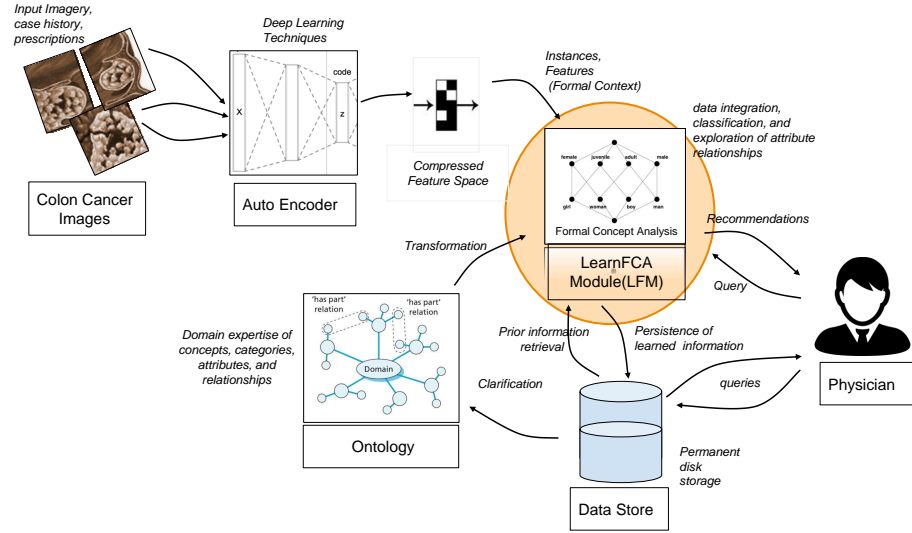 Input Imagery,
case history,
prescriptions
Colon Cancer
Images
Deep Learning
Techniques
code
X
z
Auto Encoder
Compressed
Feature Space
Instances,
Features
(Formal Context)
data integration,
classification, and
exploration of attribute
relationships
female juvenile adult male
girl woman boy man
Formal Concept Analysis
LearnFCA
Module(LFM)
Recommendations
Query
Physician
Transformation
'has part'
relation
'has part'
relation
Domain
Domain expertise of
concepts, categories,
attributes, and
relationships
Ontology
Prior information
retrieval
Persistence of
learned information
Clarification
queries
Permanent
disk
storage
Data Store